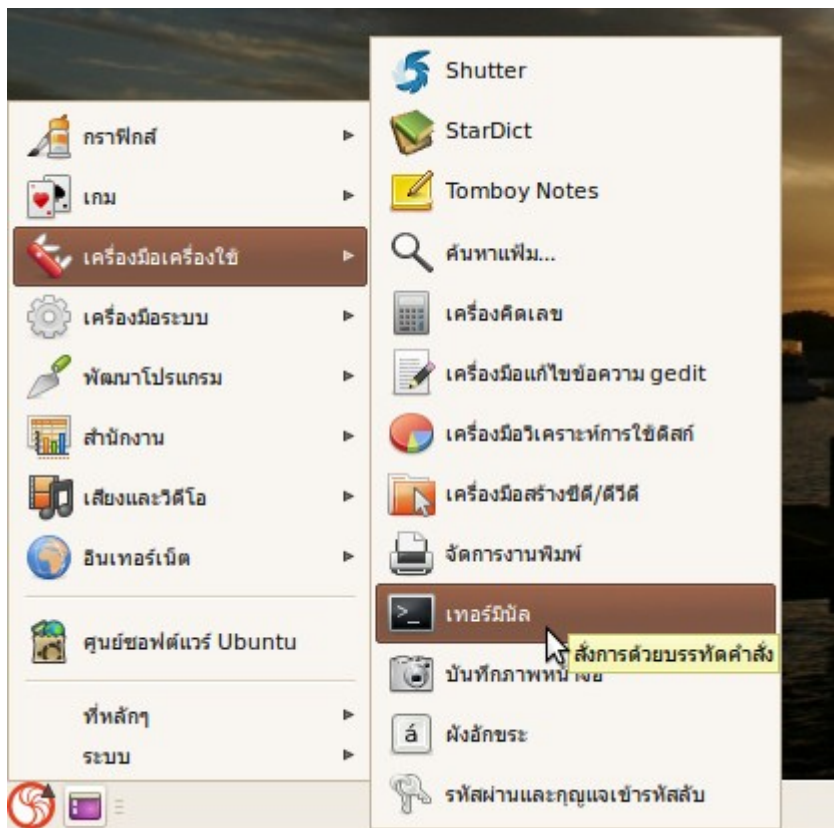 กราฟิกส์
เกม
เครื่องมือเครื่องใช้
เครื่องมือระบบ
พัฒนาโปรแกรม
สำนักงาน
เสียงและวิดีโอ
อินเทอร์เน็ต
ศูนย์ซอฟต์แวร์ Ubuntu
ที่หลักๆ
ระบบ
Shutter
StarDict
Tomboy Notes
ค้นหาแฟ้ม...
เครื่องคิดเลข
เครื่องมือแก้ไขข้อความ gedit
เครื่องมือวิเคราะห์การใช้ดิสก์
เครื่องมือสร้างซีดี/ดีวีดี
จัดการงานพิมพ์
เทอร์มินัล
สั่งการด้วยบรรทัดคำสั่ง
บันทึกภาพหน้าจอ
ผังอักขระ
รหัสผ่านและกุญแจเข้ารหัสลับ